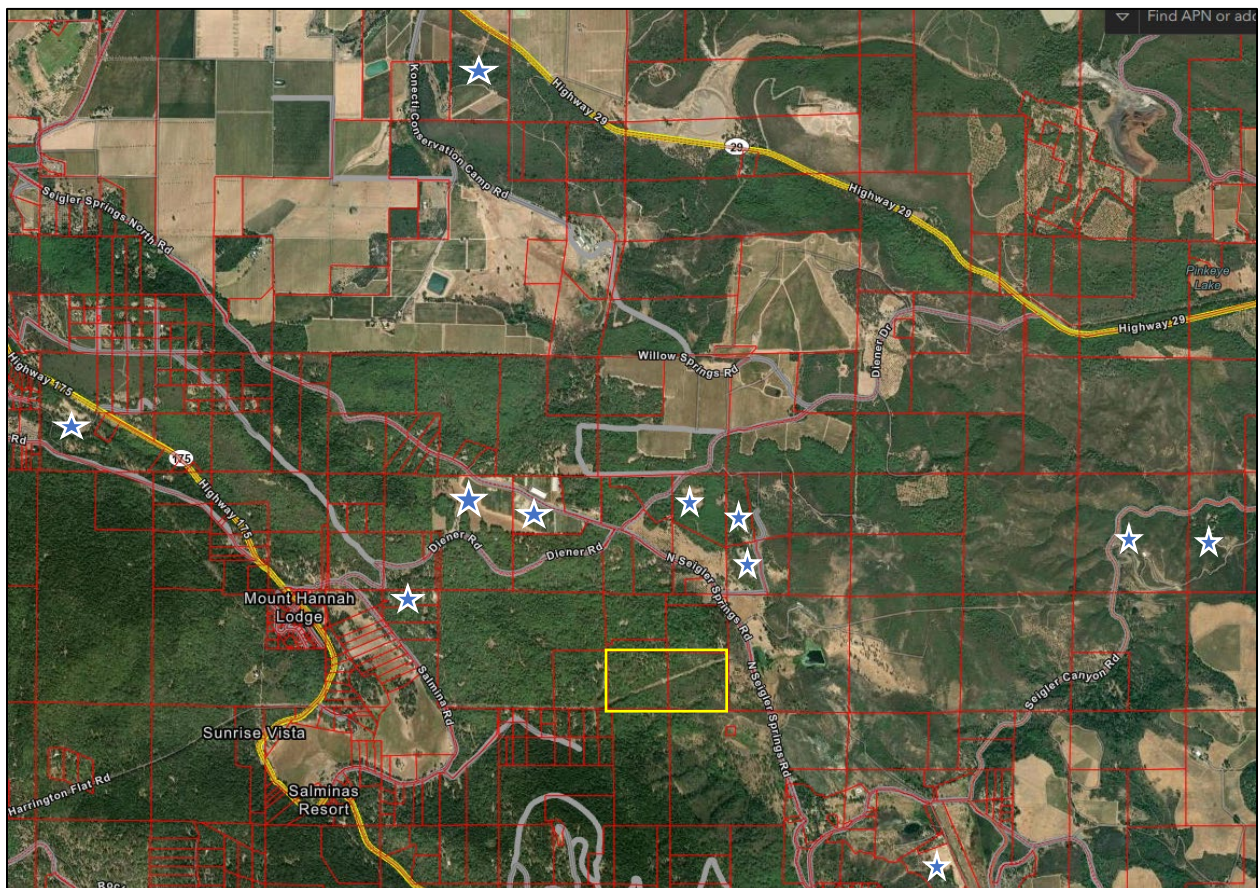 Find APN or add
Konecti Conservation Camp Rd
Highway 29
29
Highway 29
Seigler Springs North Rd
Pinkeye
Lake
Highway 29
Diener Dr
Willow Springs Rd
Highway 175
Rd
175
Highway 175
Diener Rd
Diener Rd
N Seigler Springs Rd
Mount Hannah
Lodge
Salmina Rd
N Seigler Springs Rd
Seigler Canyon Rd
Sunrise Vista
Harrington Flat Rd
Salminas
Resort